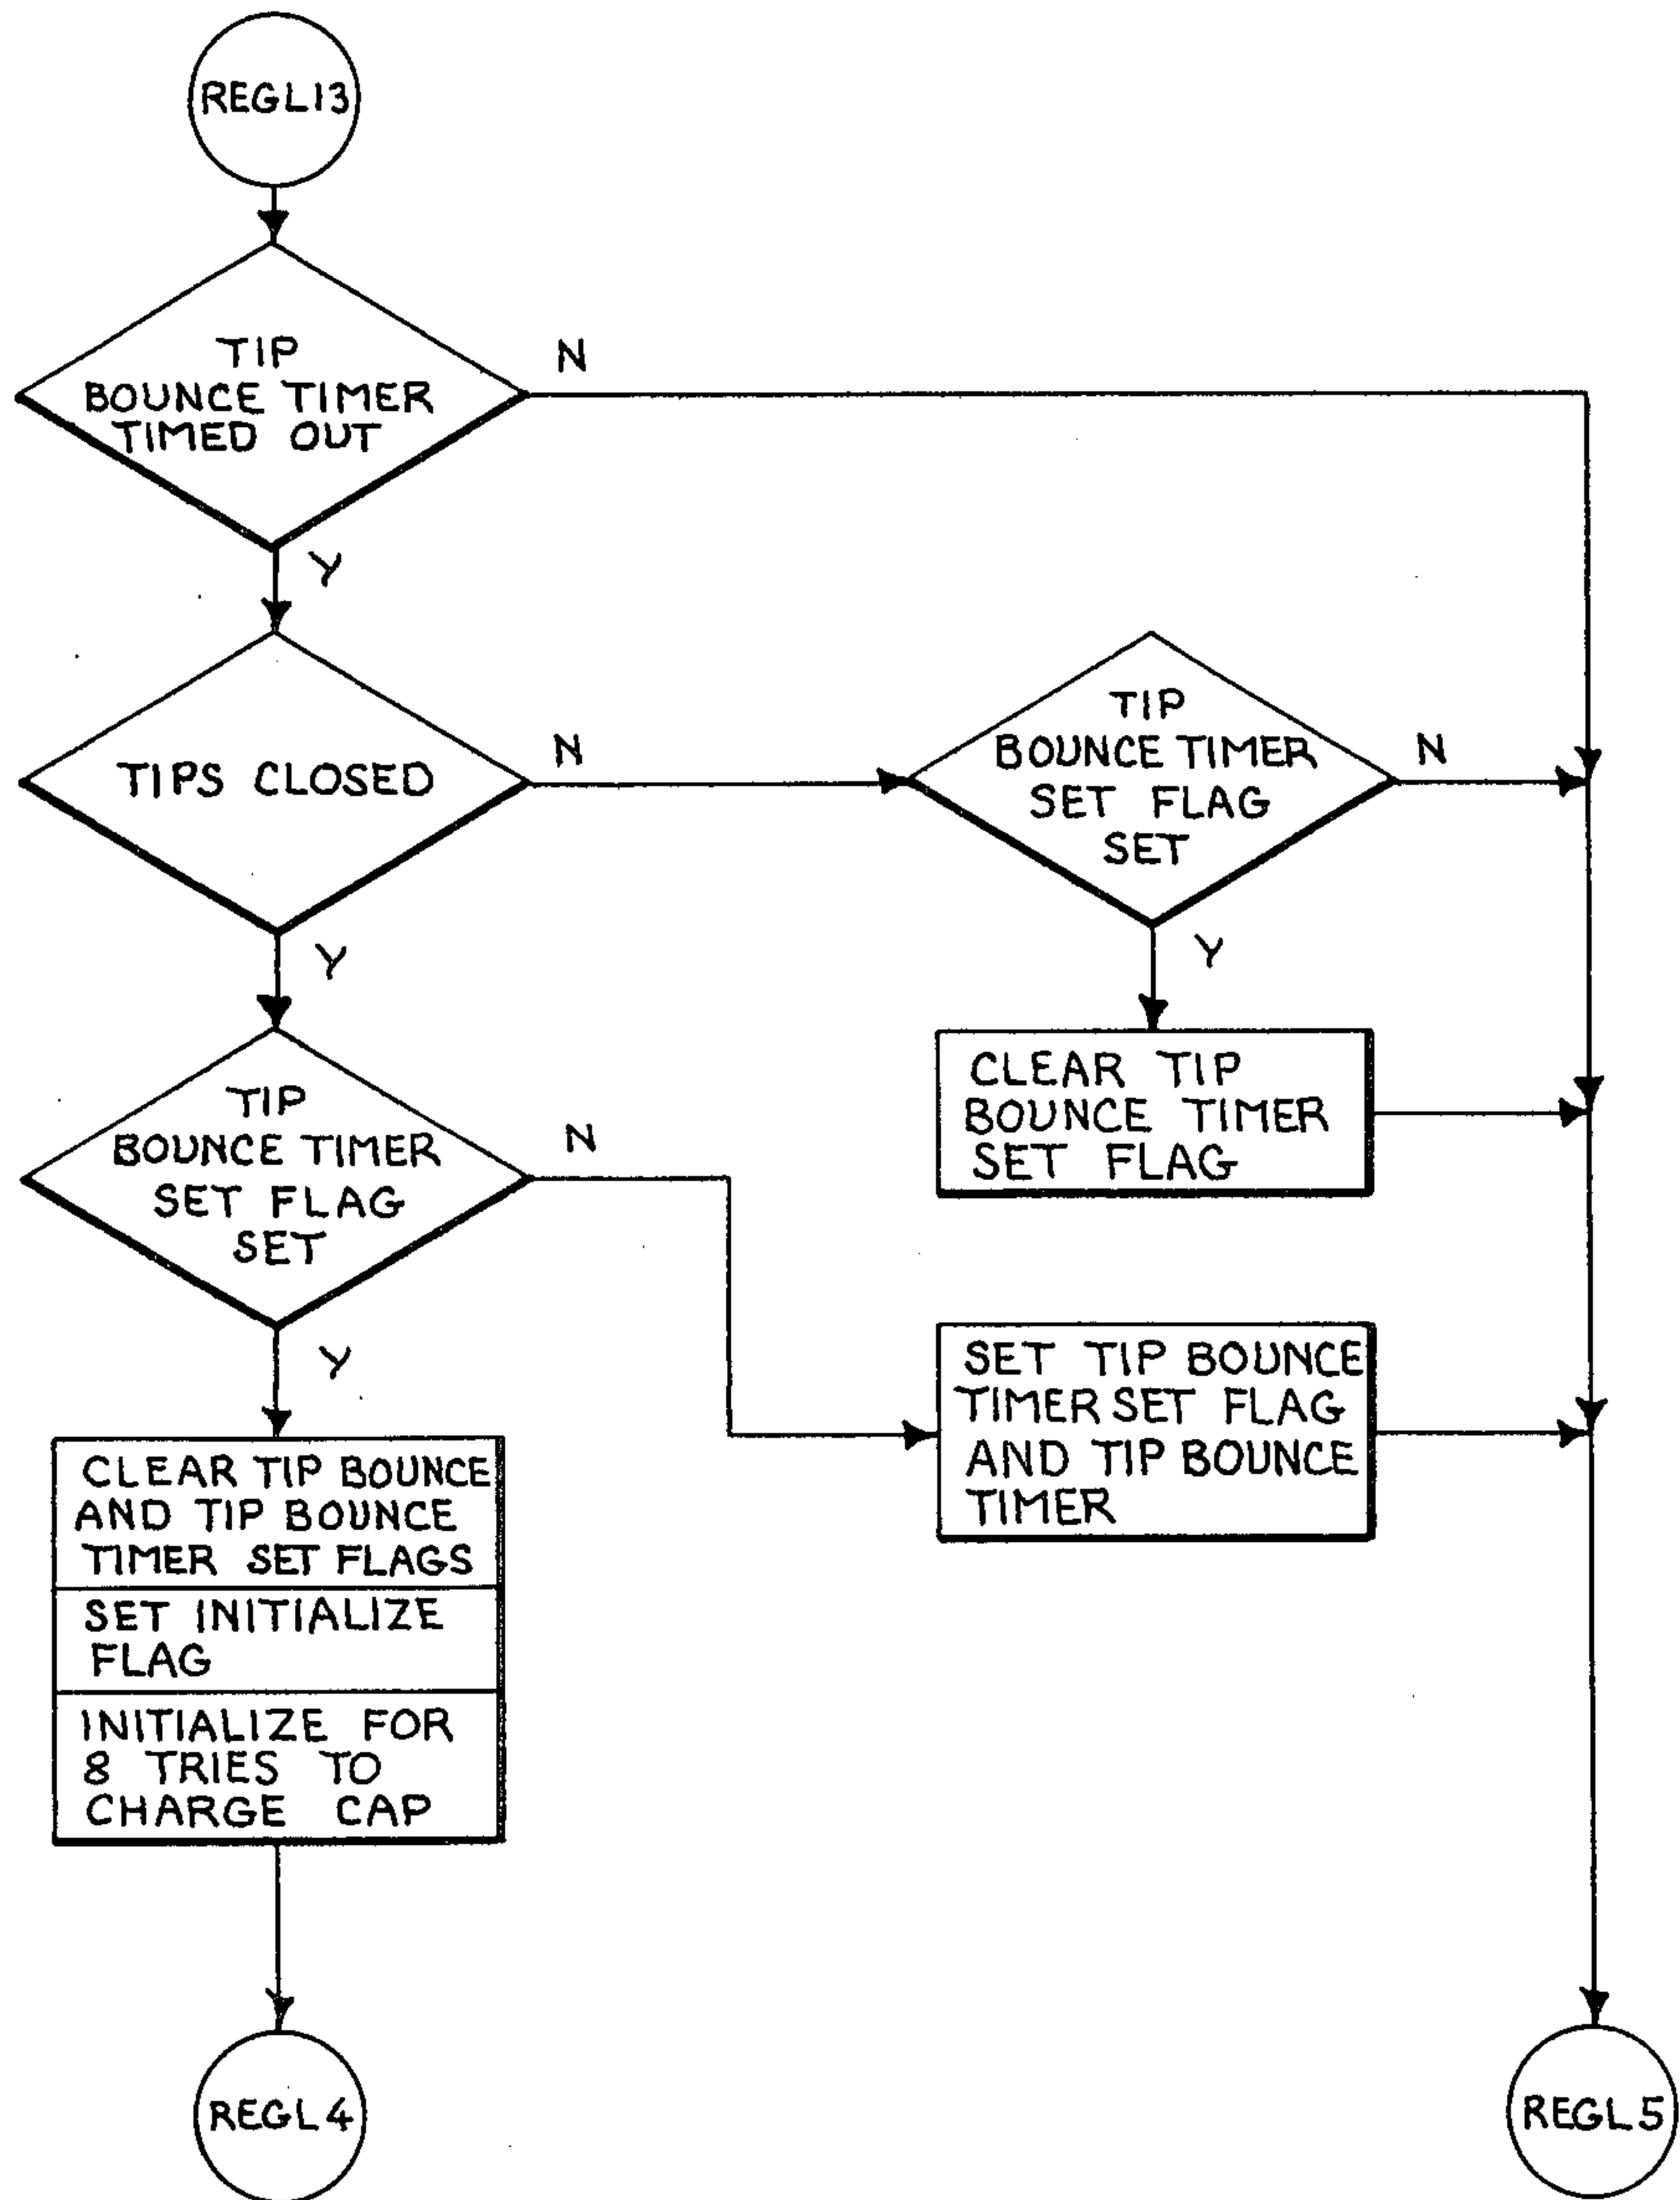 REGL13
TIP
BOUNCE TIMER
TIMED OUT
N
Y
TIPS CLOSED
N
TIP
BOUNCE TIMER
SET FLAG
SET
N
Y
Y
CLEAR TIP
BOUNCE TIMER
SET FLAG
TIP
BOUNCE TIMER
SET FLAG
SET
N
Y
SET TIP BOUNCE
TIMER SET FLAG
AND TIP BOUNCE
TIMER
CLEAR TIP BOUNCE
AND TIP BOUNCE
TIMER SET FLAGS
SET INITIALIZE
FLAG
INITIALIZE FOR
8 TRIES TO
CHARGE CAP
REGL4
REGL5